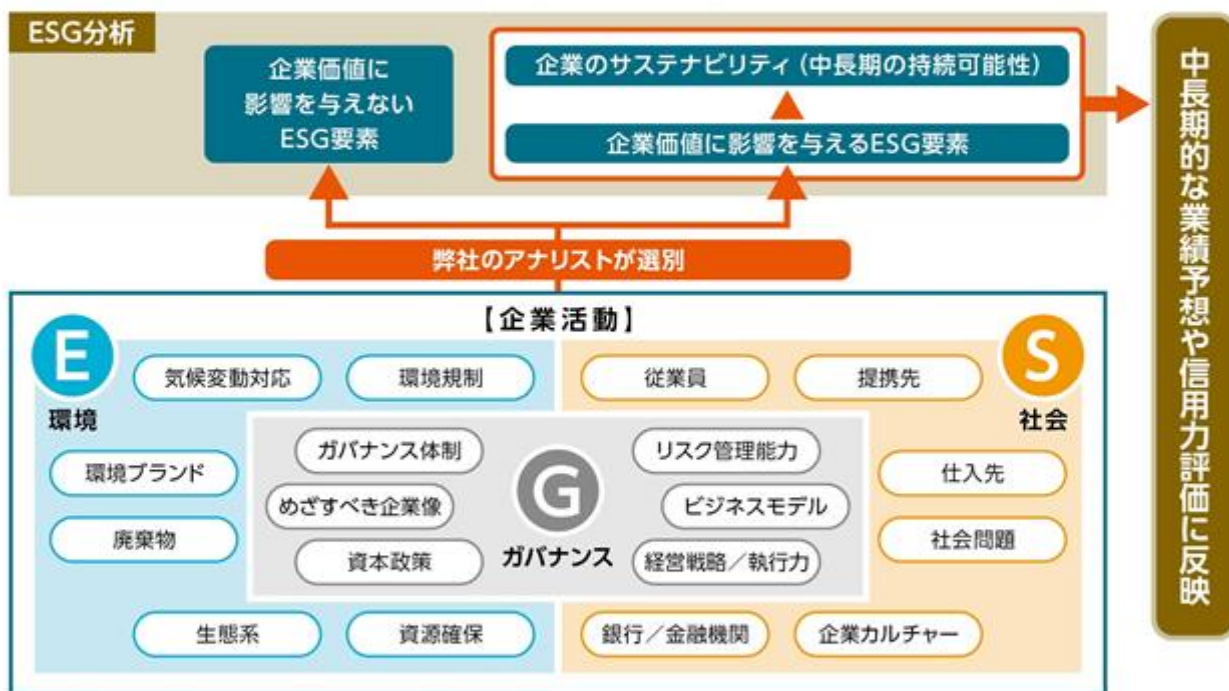 ESG分析
企業価値に
影響を与えない
ESG要素
企業のサステナビリティ(中長期の持続可能性)
企業価値に影響を与えるESG要素
中長期的な業績予想や信用力評価に反映
弊社のアナリストが選別
【企業活動】
E
環境
気候変動対応
環境規制
環境ブランド
廃棄物
生態系
資源確保
ガバナンス体制
めざすべき企業像
資本政策
G
ガバナンス
リスク管理能力
ビジネスモデル
経営戦略/執行力
S
社会
従業員
提携先
仕入先
社会問題
銀行/金融機関
企業カルチャー